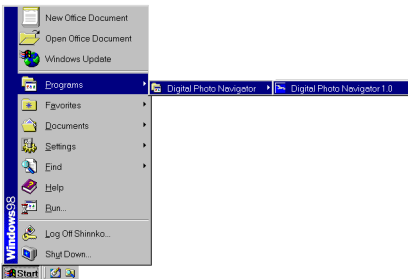 New Office Document
Open Office Document
Windows Update
Programs
Digital Photo Navigator
Digital Photo Navigator 1.0
Favorites
Documents
Settings
Find
Help
Run...
Log Off Shinnko...
Shut Down...
Windows98
Start